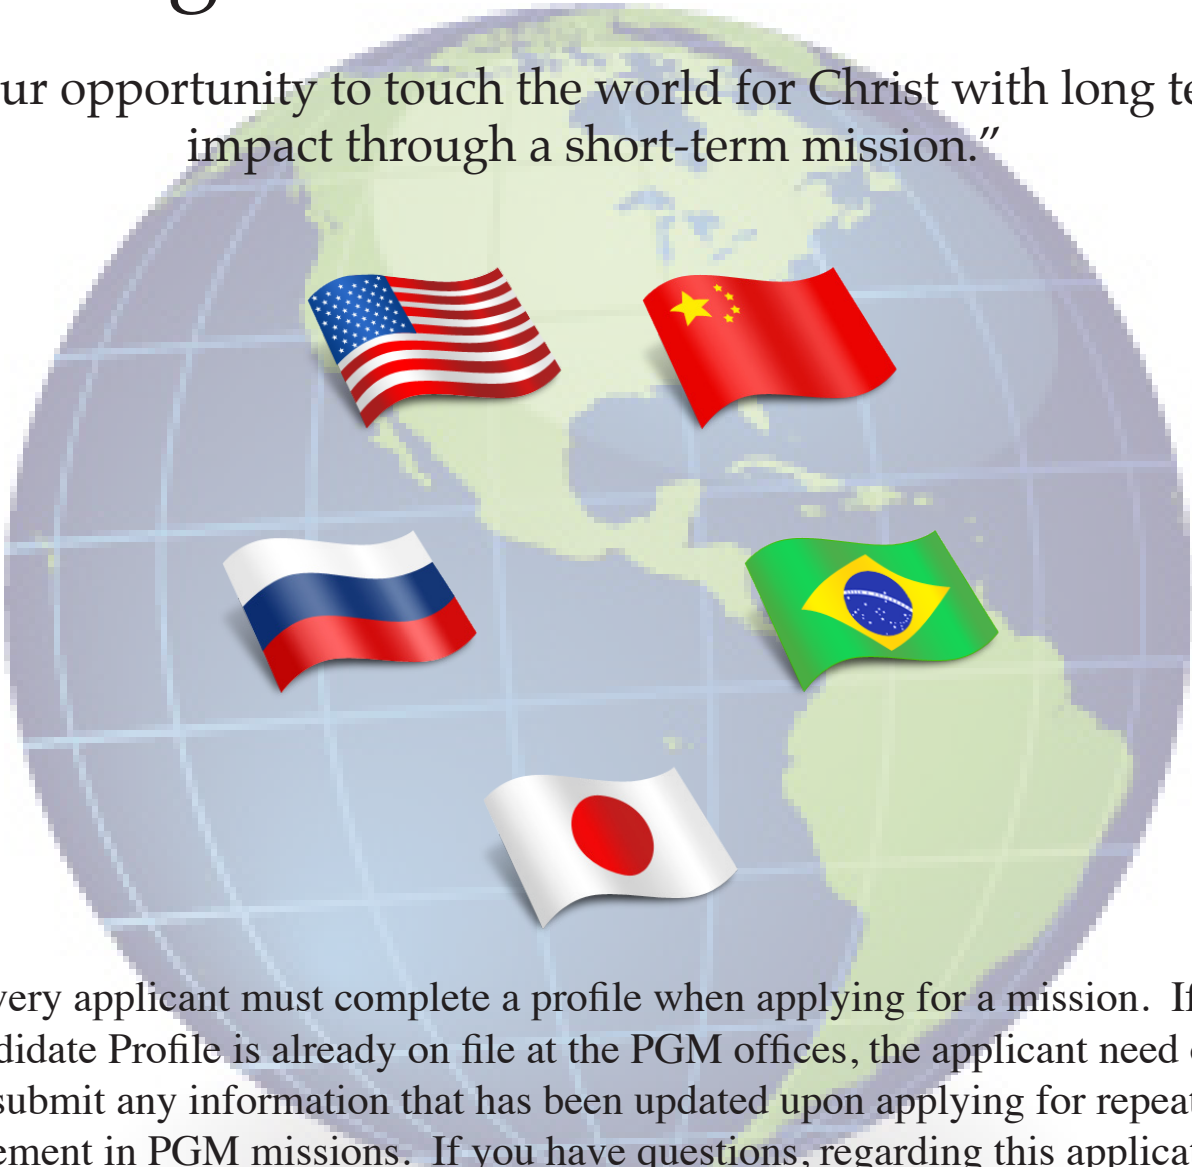 ur opportunity to touch the world for Christ with long te
impact through a short-term mission.”
very applicant must complete a profile when applying for a mission.  If
didate Profile is already on file at the PGM offices, the applicant need
submit any information that has been updated upon applying for repeat
ement in PGM missions.  If you have questions, regarding this applica